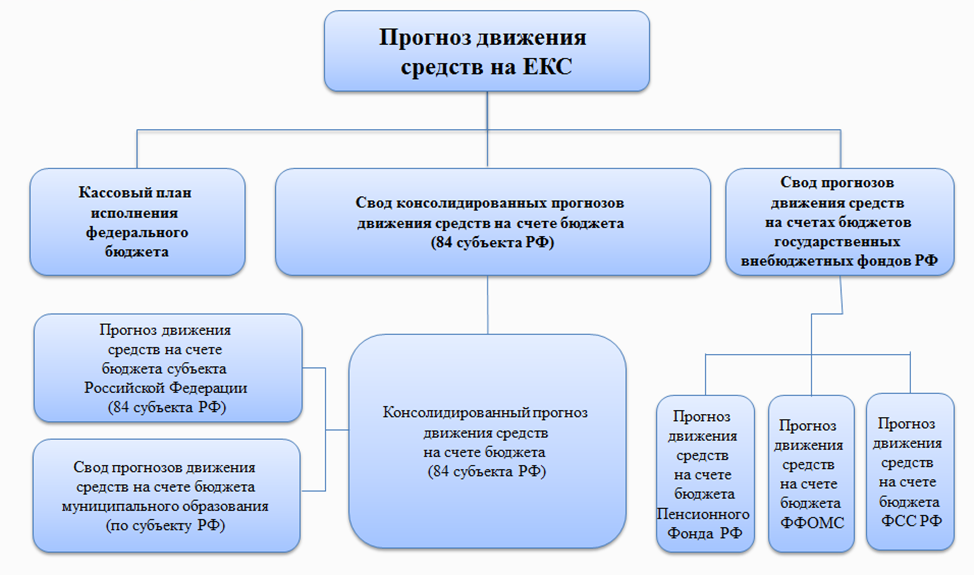 Прогноз движения
средств на ЕКС
Кассовый план
исполнения
федерального
бюджета
Свод консолидированных прогнозов
движения средств на счете бюджета
(84 субъекта РФ)
Свод прогнозов
движения средств
на счетах бюджетов
государственных
внебюджетных фондов РФ
Прогноз движения
средств на счете
бюджета субъекта
Российской Федерации
(84 субъекта РФ)
Свод прогнозов движения
средств на счете бюджета
муниципального образования
(по субъекту РФ)
Консолидированный прогноз
движения средств
на счете бюджета
(84 субъекта РФ)
Прогноз
движения
средств
на счете
бюджета
Пенсионного
Фонда РФ
Прогноз
движения
средств
на счете
бюджета
ФФОМС
Прогноз
движения
средств
на счете
бюджета
ФСС РФ